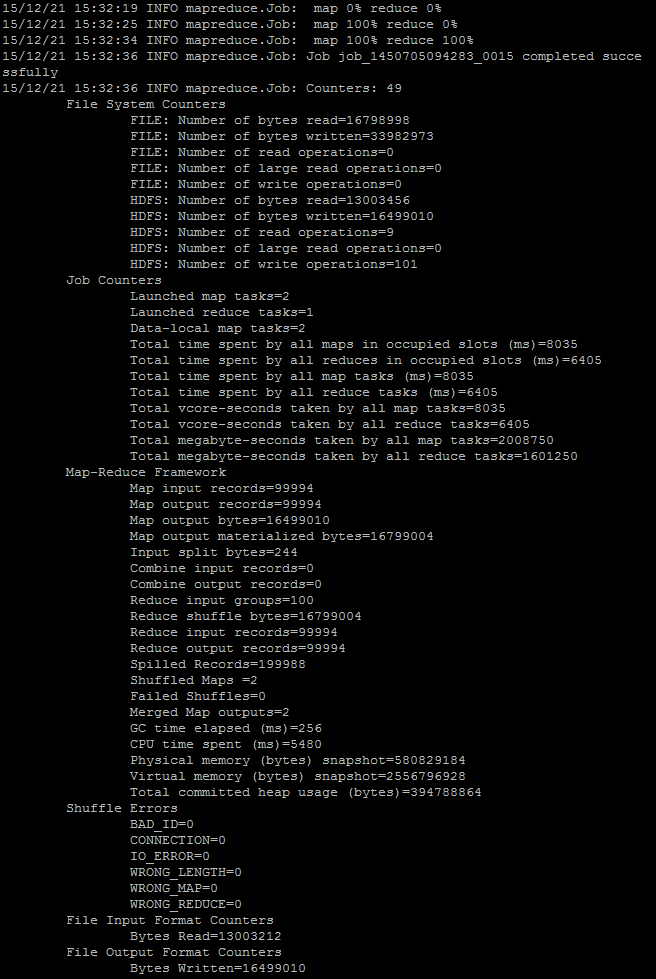 15/12/21 15:32:19 INFO mapreduce.Job:  map 0% reduce 0%
15/12/21 15:32:25 INFO mapreduce.Job:  map 100% reduce 0%
15/12/21 15:32:34 INFO mapreduce.Job:  map 100% reduce 100%
15/12/21 15:32:36 INFO mapreduce.Job: Job job_1450705094283_0015 completed succe
ssfully
15/12/21 15:32:36 INFO mapreduce.Job: Counters: 49
File System Counters
FILE: Number of bytes read=16798998
FILE: Number of bytes written=33982973
FILE: Number of read operations=0
FILE: Number of large read operations=0
FILE: Number of write operations=0
HDFS: Number of bytes read=13003456
HDFS: Number of bytes written=16499010
HDFS: Number of read operations=9
HDFS: Number of large read operations=0
HDFS: Number of write operations=101
Job Counters
Launched map tasks=2
Launched reduce tasks=1
Data-local map tasks=2
Total time spent by all maps in occupied slots (ms)=8035
Total time spent by all reduces in occupied slots (ms)=6405
Total time spent by all map tasks (ms)=8035
Total time spent by all reduce tasks (ms)=6405
Total vcore-seconds taken by all map tasks=8035
Total vcore-seconds taken by all reduce tasks=6405
Total megabyte-seconds taken by all map tasks=2008750
Total megabyte-seconds taken by all reduce tasks=1601250
Map-Reduce Framework
Map input records=99994
Map output records=99994
Map output bytes=16499010
Map output materialized bytes=16799004
Input split bytes=244
Combine input records=0
Combine output records=0
Reduce input groups=100
Reduce shuffle bytes=16799004
Reduce input records=99994
Reduce output records=99994
Spilled Records=199988
Shuffled Maps =2
Failed Shuffles=0
Merged Map outputs=2
GC time elapsed (ms)=256
CPU time spent (ms)=5480
Physical memory (bytes) snapshot=580829184
Virtual memory (bytes) snapshot=2556796928
Total committed heap usage (bytes)=394788864
Shuffle Errors
BAD_ID=0
CONNECTION=0
IO_ERROR=0
WRONG_LENGTH=0
WRONG_MAP=0
WRONG_REDUCE=0
File Input Format Counters
Bytes Read=13003212
File Output Format Counters
Bytes Written=16499010